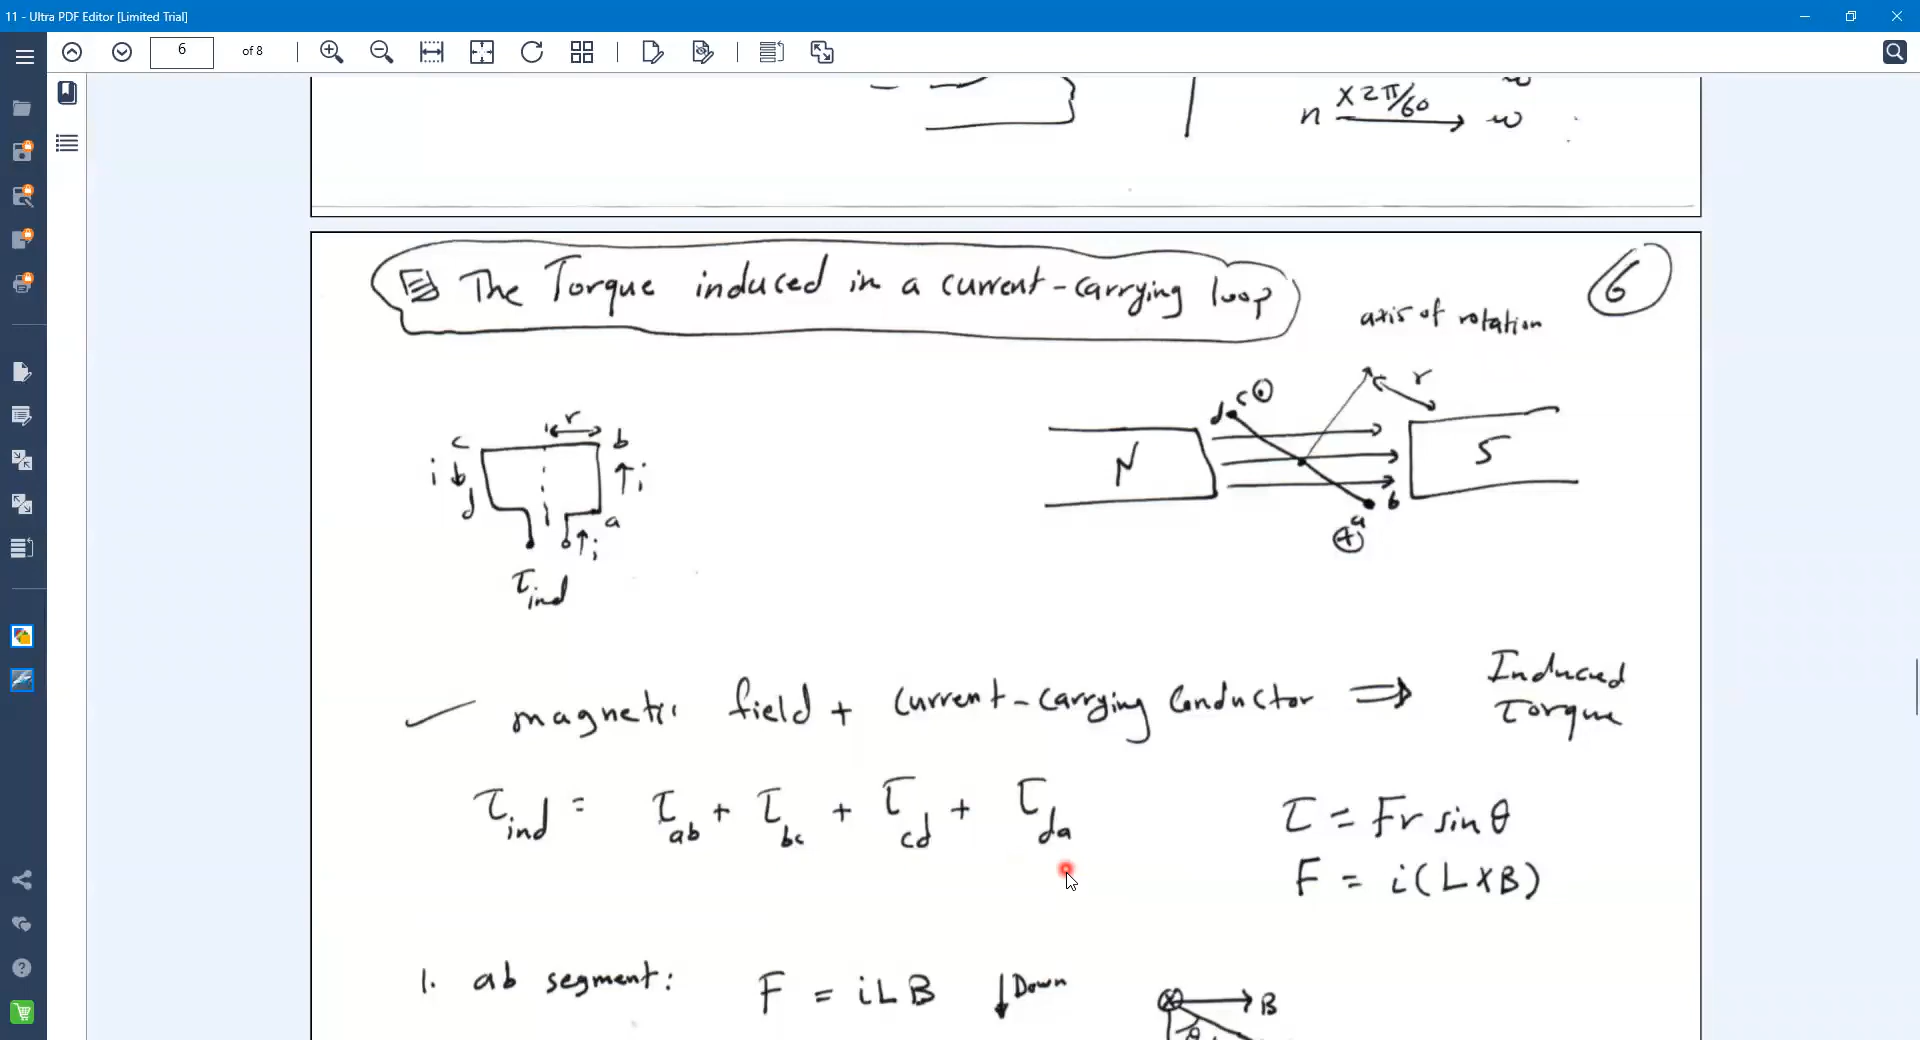 11 - Ultra PDF Editor [Limited Trial]
6 of 8
n x 2π/60 ω
The Torque induced in a current-carrying loop
6
axis of rotation
r
d c
N
S
b
a
r
c b
i i
d a
i
τind
magnetic field + current-carrying conductor ⇒ Induced Torque
τind = τab + τbc + τcd + τda
τ = Fr sin θ
F = i(L×B)
1. ab segment: F = iLB ↓ Down
B
θ